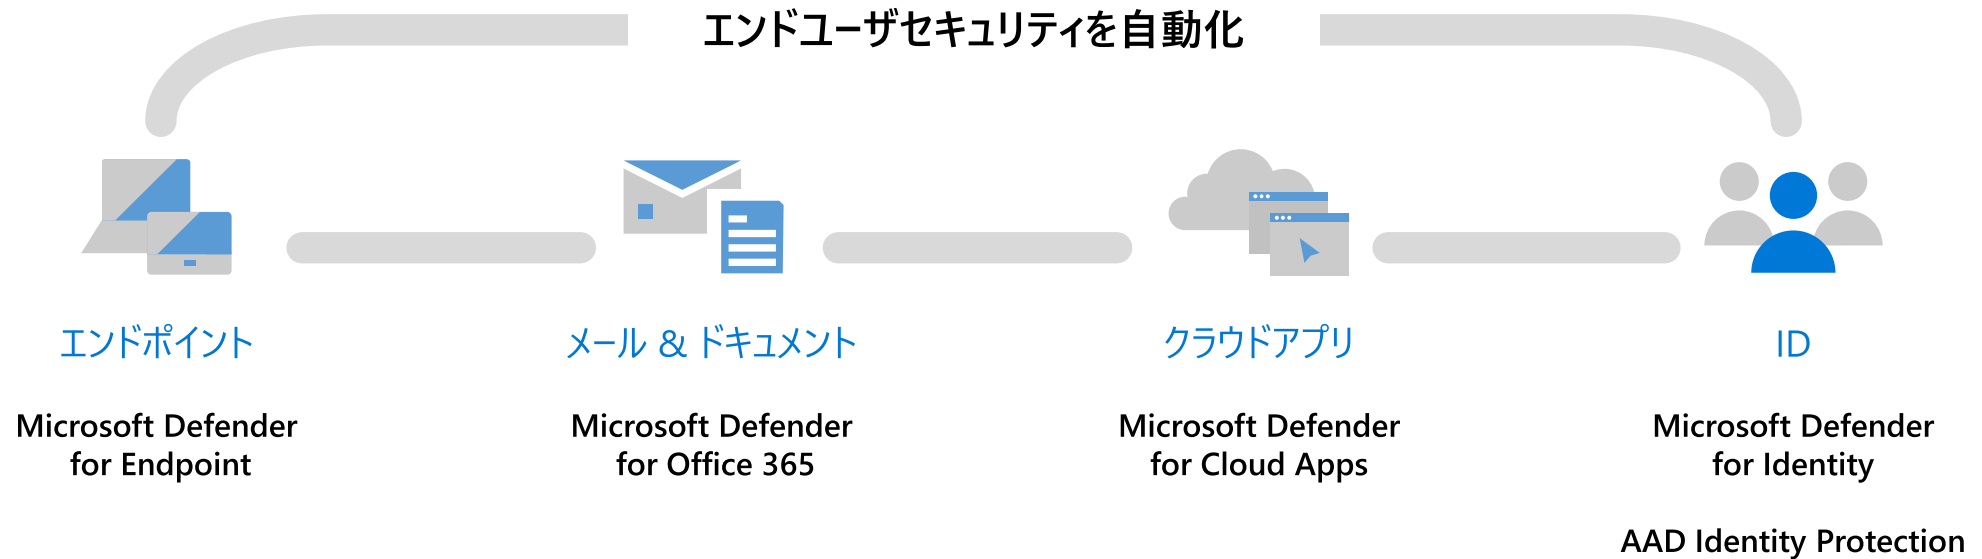 エンドユーザセキュリティを自動化
エンドポイント
メール & ドキュメント
クラウドアプリ
ID
Microsoft Defender
for Endpoint
Microsoft Defender
for Office 365
Microsoft Defender
for Cloud Apps
Microsoft Defender
for Identity
AAD Identity Protection